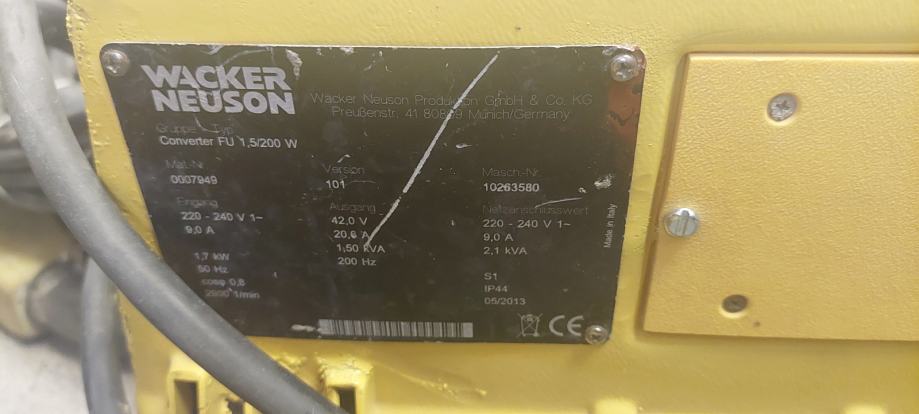 WACKER
NEUSON
Wacker Neuson Produktion GmbH & Co. KG
Preußenstr. 41 80809 Munich/Germany
Gruppe Typ
Converter FU 1,5/200 W
Mat.-Nr.
0007949
Version
101
Masch.-Nr.
10263580
Eingang
220 - 240 V 1~
9,0 A
1,7 kW
50 Hz
cosφ 0,8
2900 1/min
Ausgang
42,0 V
20,6 A
1,50 kVA
200 Hz
Netzanschlusswert
220 - 240 V 1~
9,0 A
2,1 kVA
S1
IP44
05/2013
Made in Italy
CE